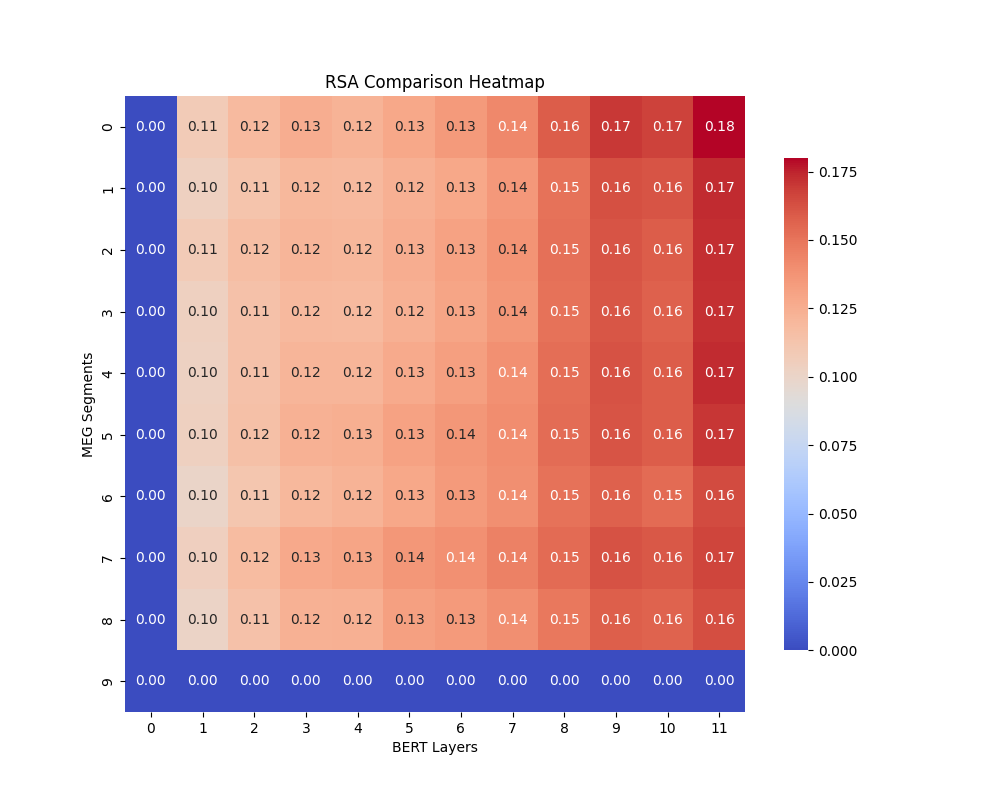 RSA Comparison Heatmap
0 0.00 0.11 0.12 0.13 0.12 0.13 0.13 0.14 0.16 0.17 0.17 0.18
1 0.00 0.10 0.11 0.12 0.12 0.12 0.13 0.14 0.15 0.16 0.16 0.17
2 0.00 0.11 0.12 0.12 0.12 0.13 0.13 0.14 0.15 0.16 0.16 0.17
3 0.00 0.10 0.11 0.12 0.12 0.12 0.13 0.14 0.15 0.16 0.16 0.17
4 0.00 0.10 0.11 0.12 0.12 0.13 0.13 0.14 0.15 0.16 0.16 0.17
5 0.00 0.10 0.12 0.12 0.13 0.13 0.14 0.14 0.15 0.16 0.16 0.17
6 0.00 0.10 0.11 0.12 0.12 0.13 0.13 0.14 0.15 0.16 0.15 0.16
7 0.00 0.10 0.12 0.13 0.13 0.14 0.14 0.14 0.15 0.16 0.16 0.17
8 0.00 0.10 0.11 0.12 0.12 0.13 0.13 0.14 0.15 0.16 0.16 0.16
9 0.00 0.00 0.00 0.00 0.00 0.00 0.00 0.00 0.00 0.00 0.00 0.00
0 1 2 3 4 5 6 7 8 9 10 11
BERT Layers
MEG Segments
0.175
0.150
0.125
0.100
0.075
0.050
0.025
0.000